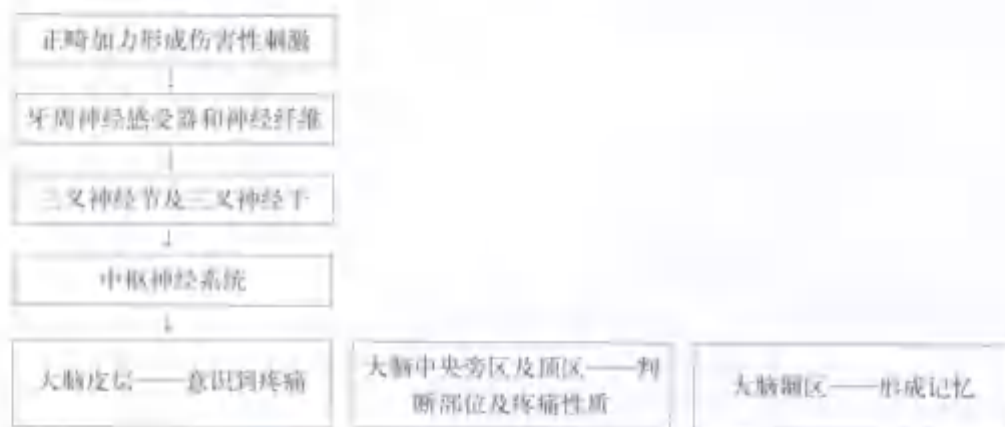 正畸加力形成伤害性刺激
↓
牙周神经感受器和神经纤维
↓
三叉神经节及三叉神经干
↓
中枢神经系统
↓
大脑皮层——意识到疼痛
大脑中央旁区及顶区——判
断部位及疼痛性质
大脑颞区——形成记忆